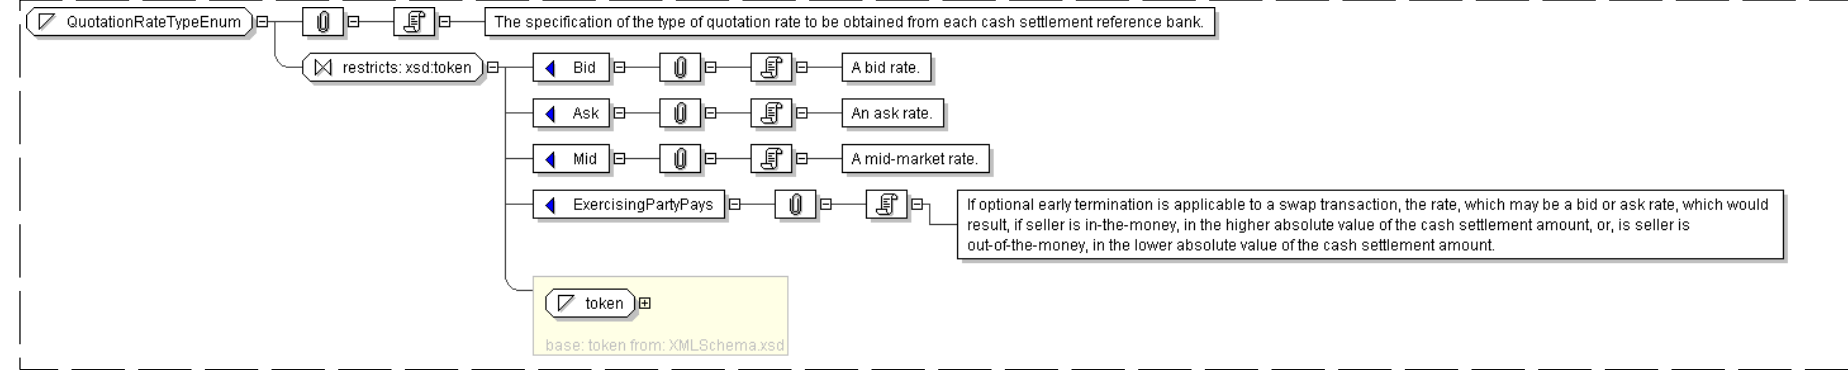 QuotationRateTypeEnum
The specification of the type of quotation rate to be obtained from each cash settlement reference bank.
restricts: xsd:token
Bid
A bid rate.
Ask
An ask rate.
Mid
A mid-market rate.
ExercisingPartyPays
If optional early termination is applicable to a swap transaction, the rate, which may be a bid or ask rate, which would
result, if seller is in-the-money, in the higher absolute value of the cash settlement amount, or, is seller is
out-of-the-money, in the lower absolute value of the cash settlement amount.
token
base: token from: XMLSchema.xsd